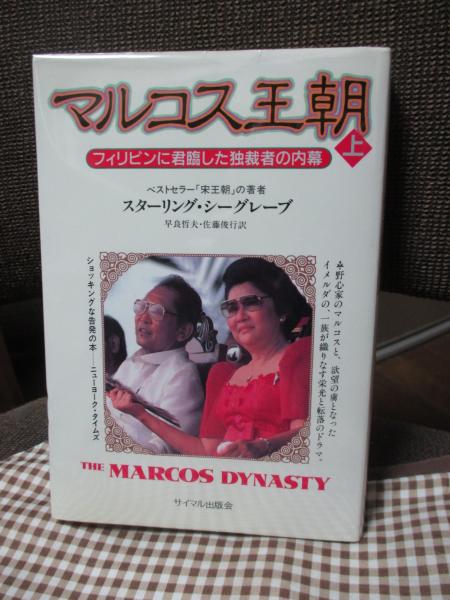 マルコス王朝
上
フィリピンに君臨した独裁者の内幕
ベストセラー「宋王朝」の著者
スターリング・シーグレーブ
早良哲夫・佐藤俊行訳
野心家のマルコスと、欲望の虜となった
イメルダの、一族が織りなす栄光と転落のドラマ。
ショッキングな告発の本――ニューヨーク・タイムズ
THE MARCOS DYNASTY
サイマル出版会